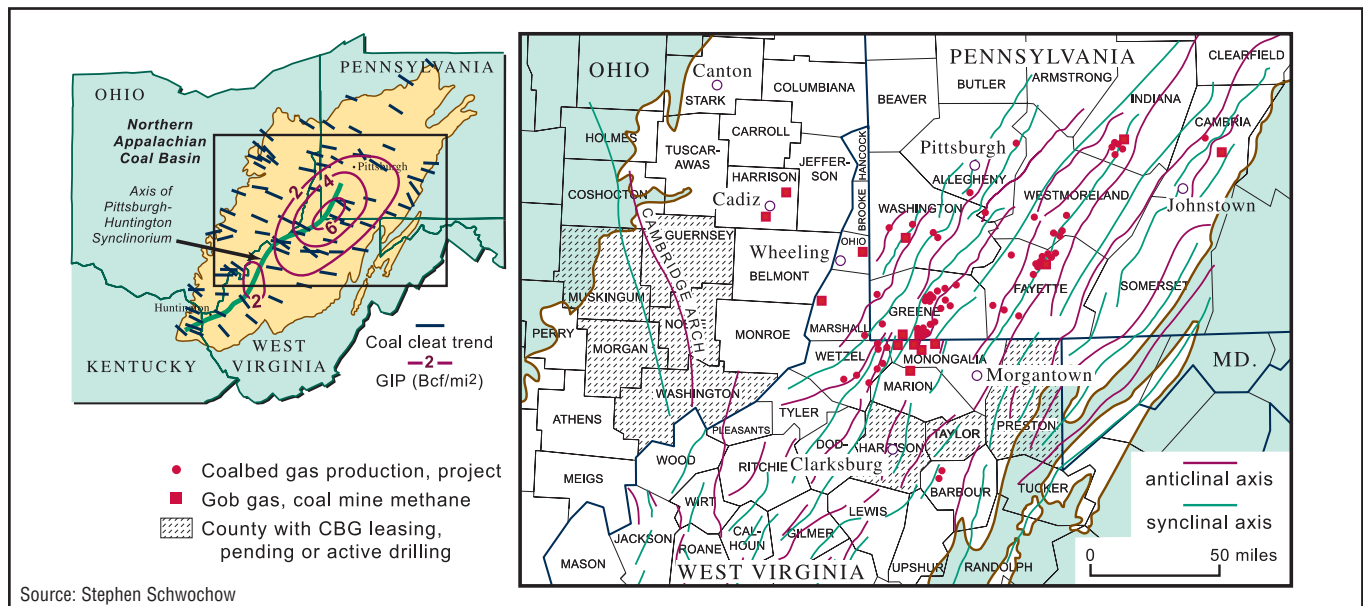 PENNSYLVANIA
OHIO
Northern
Appalachian
Coal Basin
Pittsburgh
Axis of
Pittsburgh-
Huntington
Synclinorium
2
4
6
2
Huntington
WEST
VIRGINIA
KENTUCKY
Coal cleat trend
2
GIP (Bcf/mi2)
Coalbed gas production, project
Gob gas, coal mine methane
County with CBG leasing,
pending or active drilling
Source: Stephen Schwochow
OHIO
PENNSYLVANIA
CLEARFIELD
Canton
STARK
COLUMBIANA
BEAVER
BUTLER
ARMSTRONG
INDIANA
CAMBRIA
HOLMES
CARROLL
TUSCAR-
AWAS
JEFFER-
SON
HANCOCK
BROOKE
Pittsburgh
ALLEGHENY
WESTMORELAND
COSHOCTON
HARRISON
Cadiz
WASHINGTON
Johnstown
CAMBRIDGE ARCH
GUERNSEY
OHIO
Wheeling
BELMONT
MUSKINGUM
FAYETTE
SOMERSET
GREENE
PERRY
NOBLE
MONROE
MARSHALL
MORGAN
WETZEL
MONONGALIA
MD.
Morgantown
MARION
WASHINGTON
ATHENS
TYLER
PLEASANTS
DOD-
HARRISON
TAYLOR
PRESTON
WOOD
RITCHIE
Clarksburg
MEIGS
BARBOUR
TUCKER
WIRT
LEWIS
JACKSON
CAL-
HOUN
GILMER
ROANE
MASON
WEST VIRGINIA
UPSHUR
RANDOLPH
anticlinal axis
synclinal axis
0
50 miles